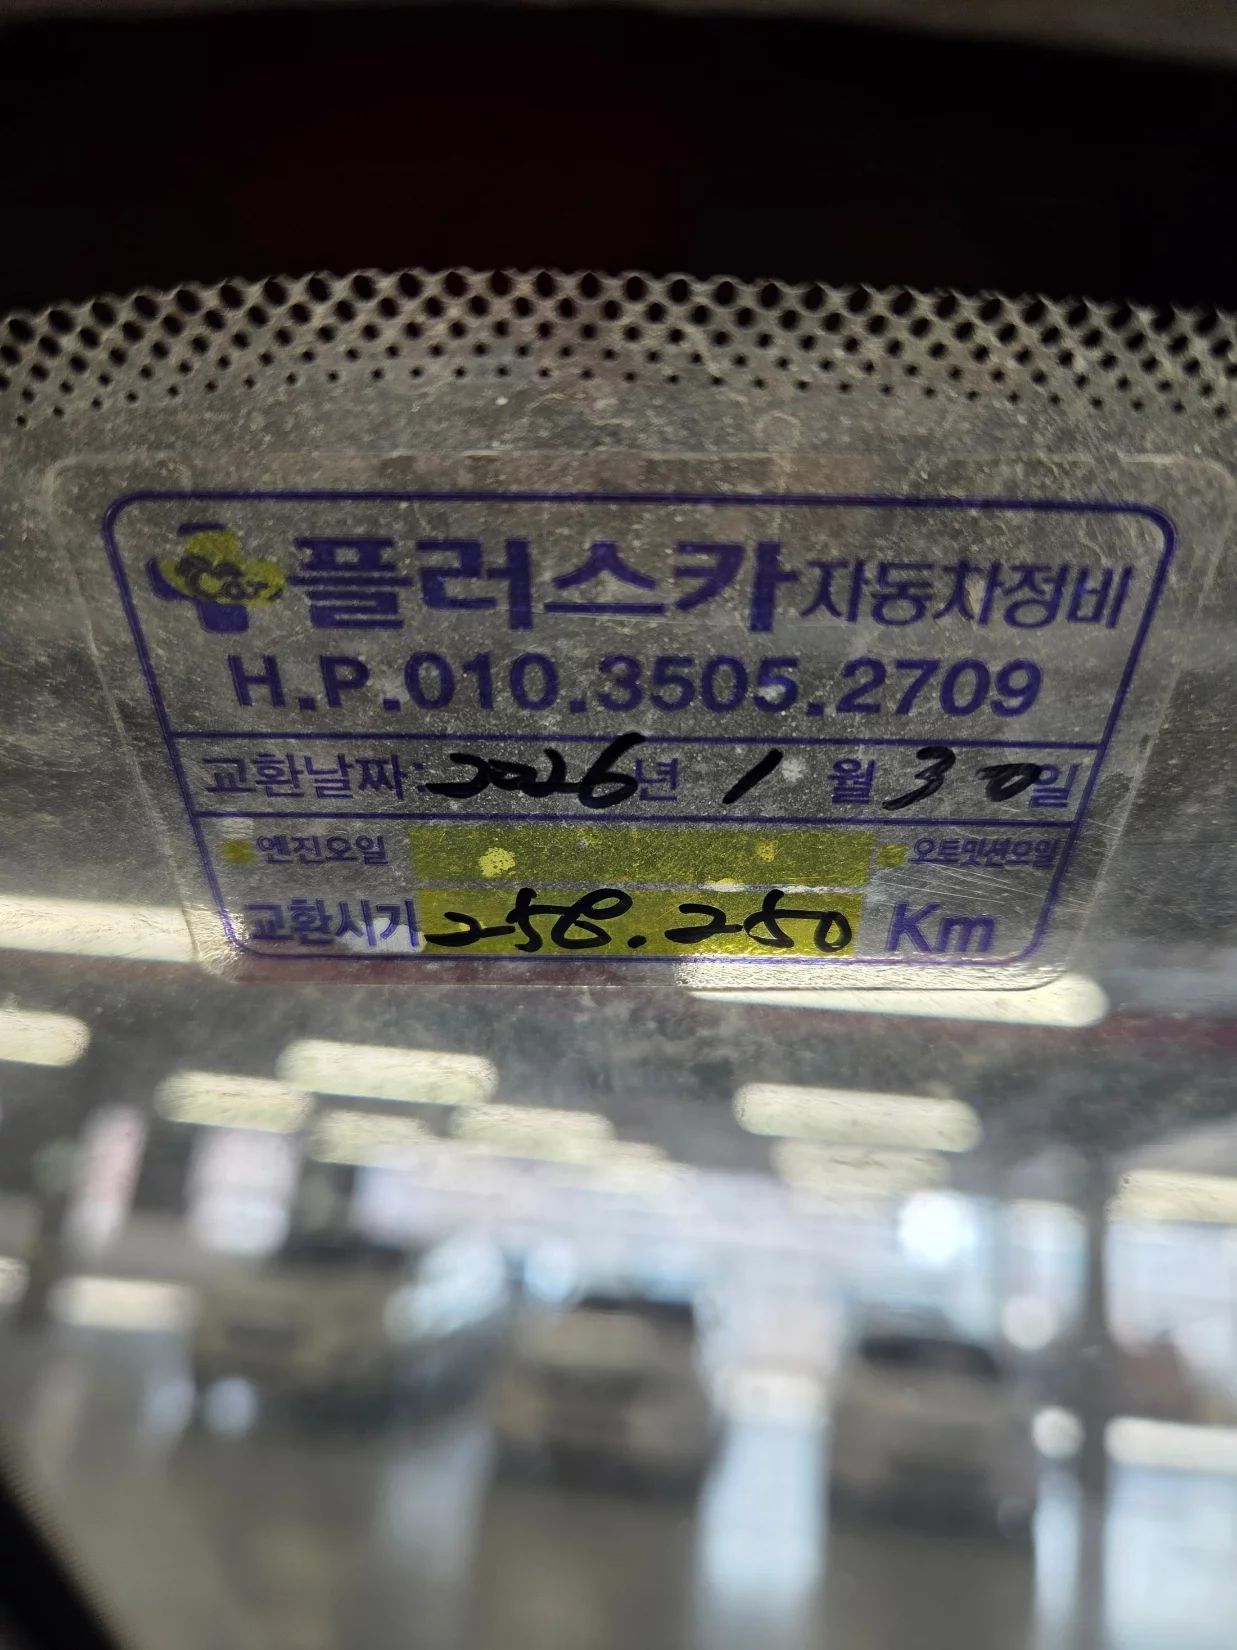 Car 플러스카 자동차정비
H.P.010.3505.2709
교환날짜: 2026년 1월 30일
엔진오일 오토밋션오일
교환시기 258.250 Km